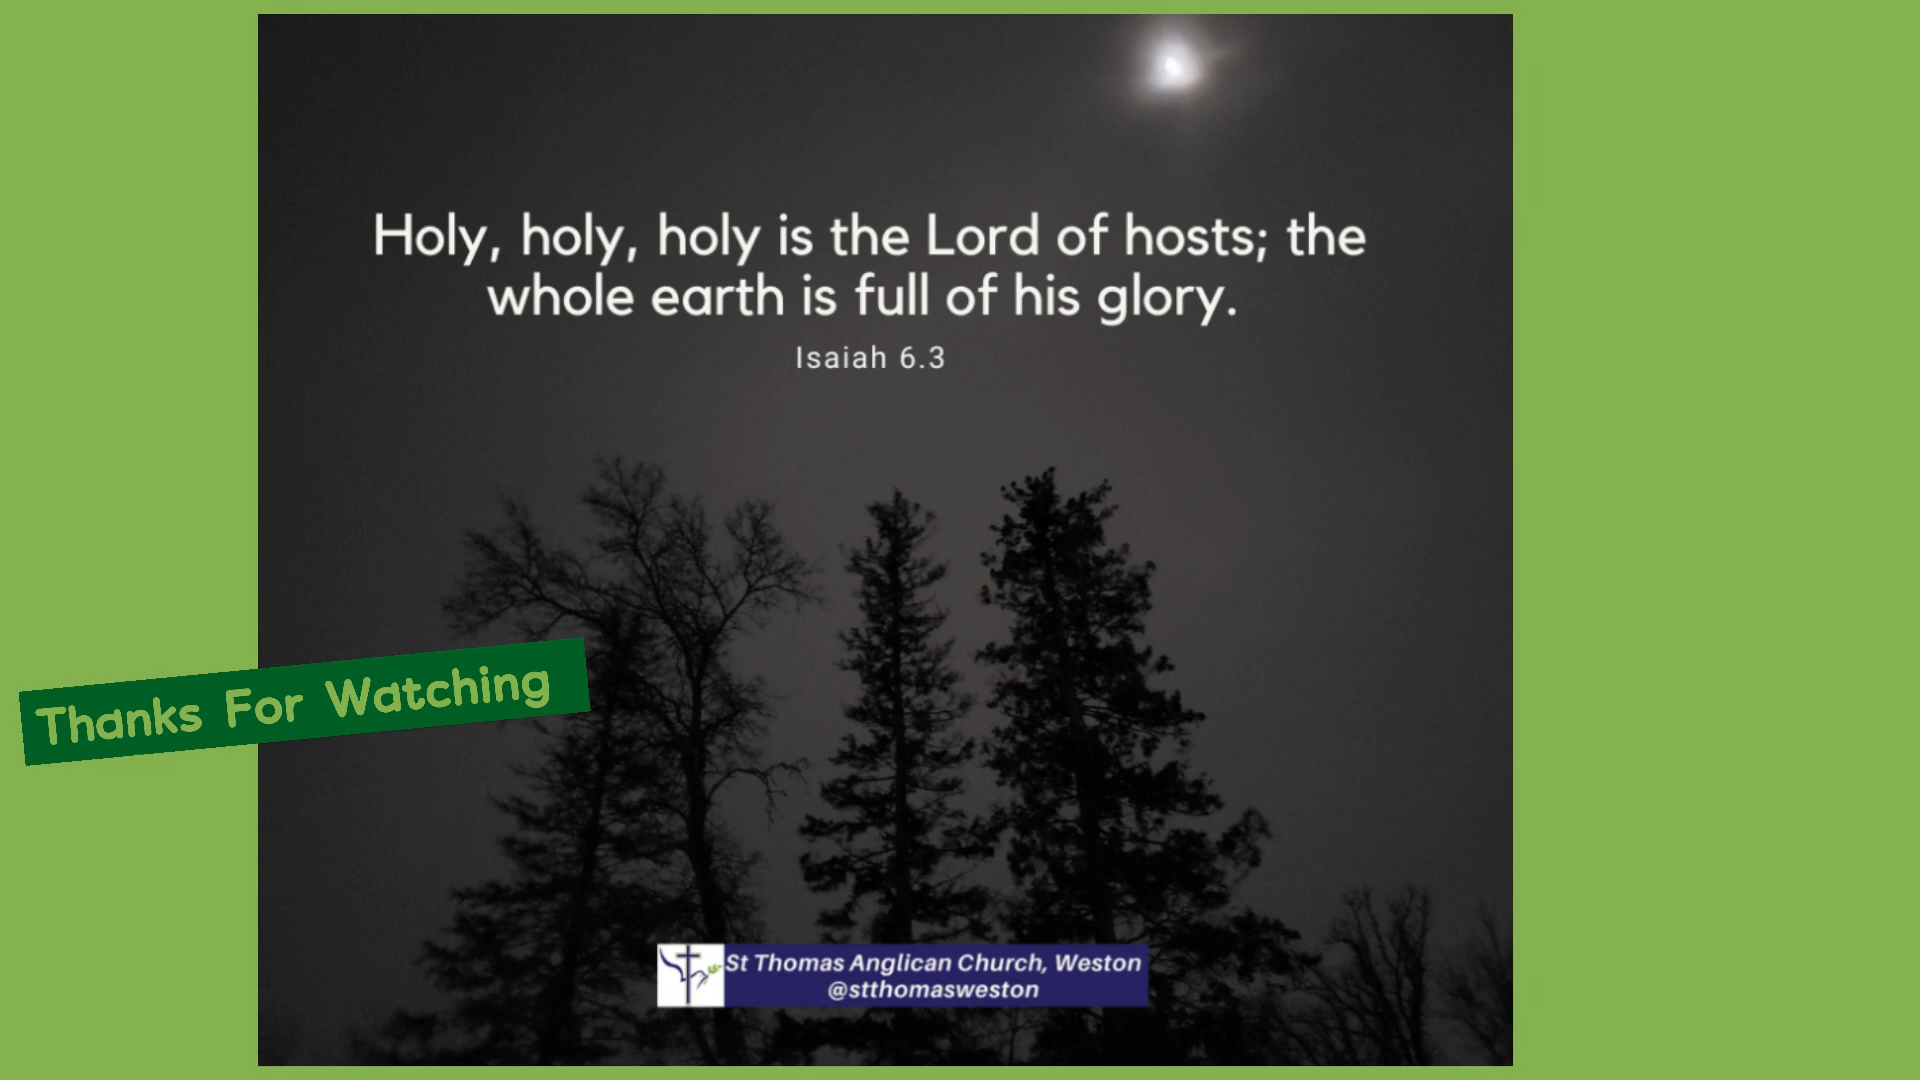 Holy, holy, holy is the Lord of hosts; the
whole earth is full of his glory.
Isaiah 6.3
Thanks For Watching
St Thomas Anglican Church, Weston
@stthomasweston